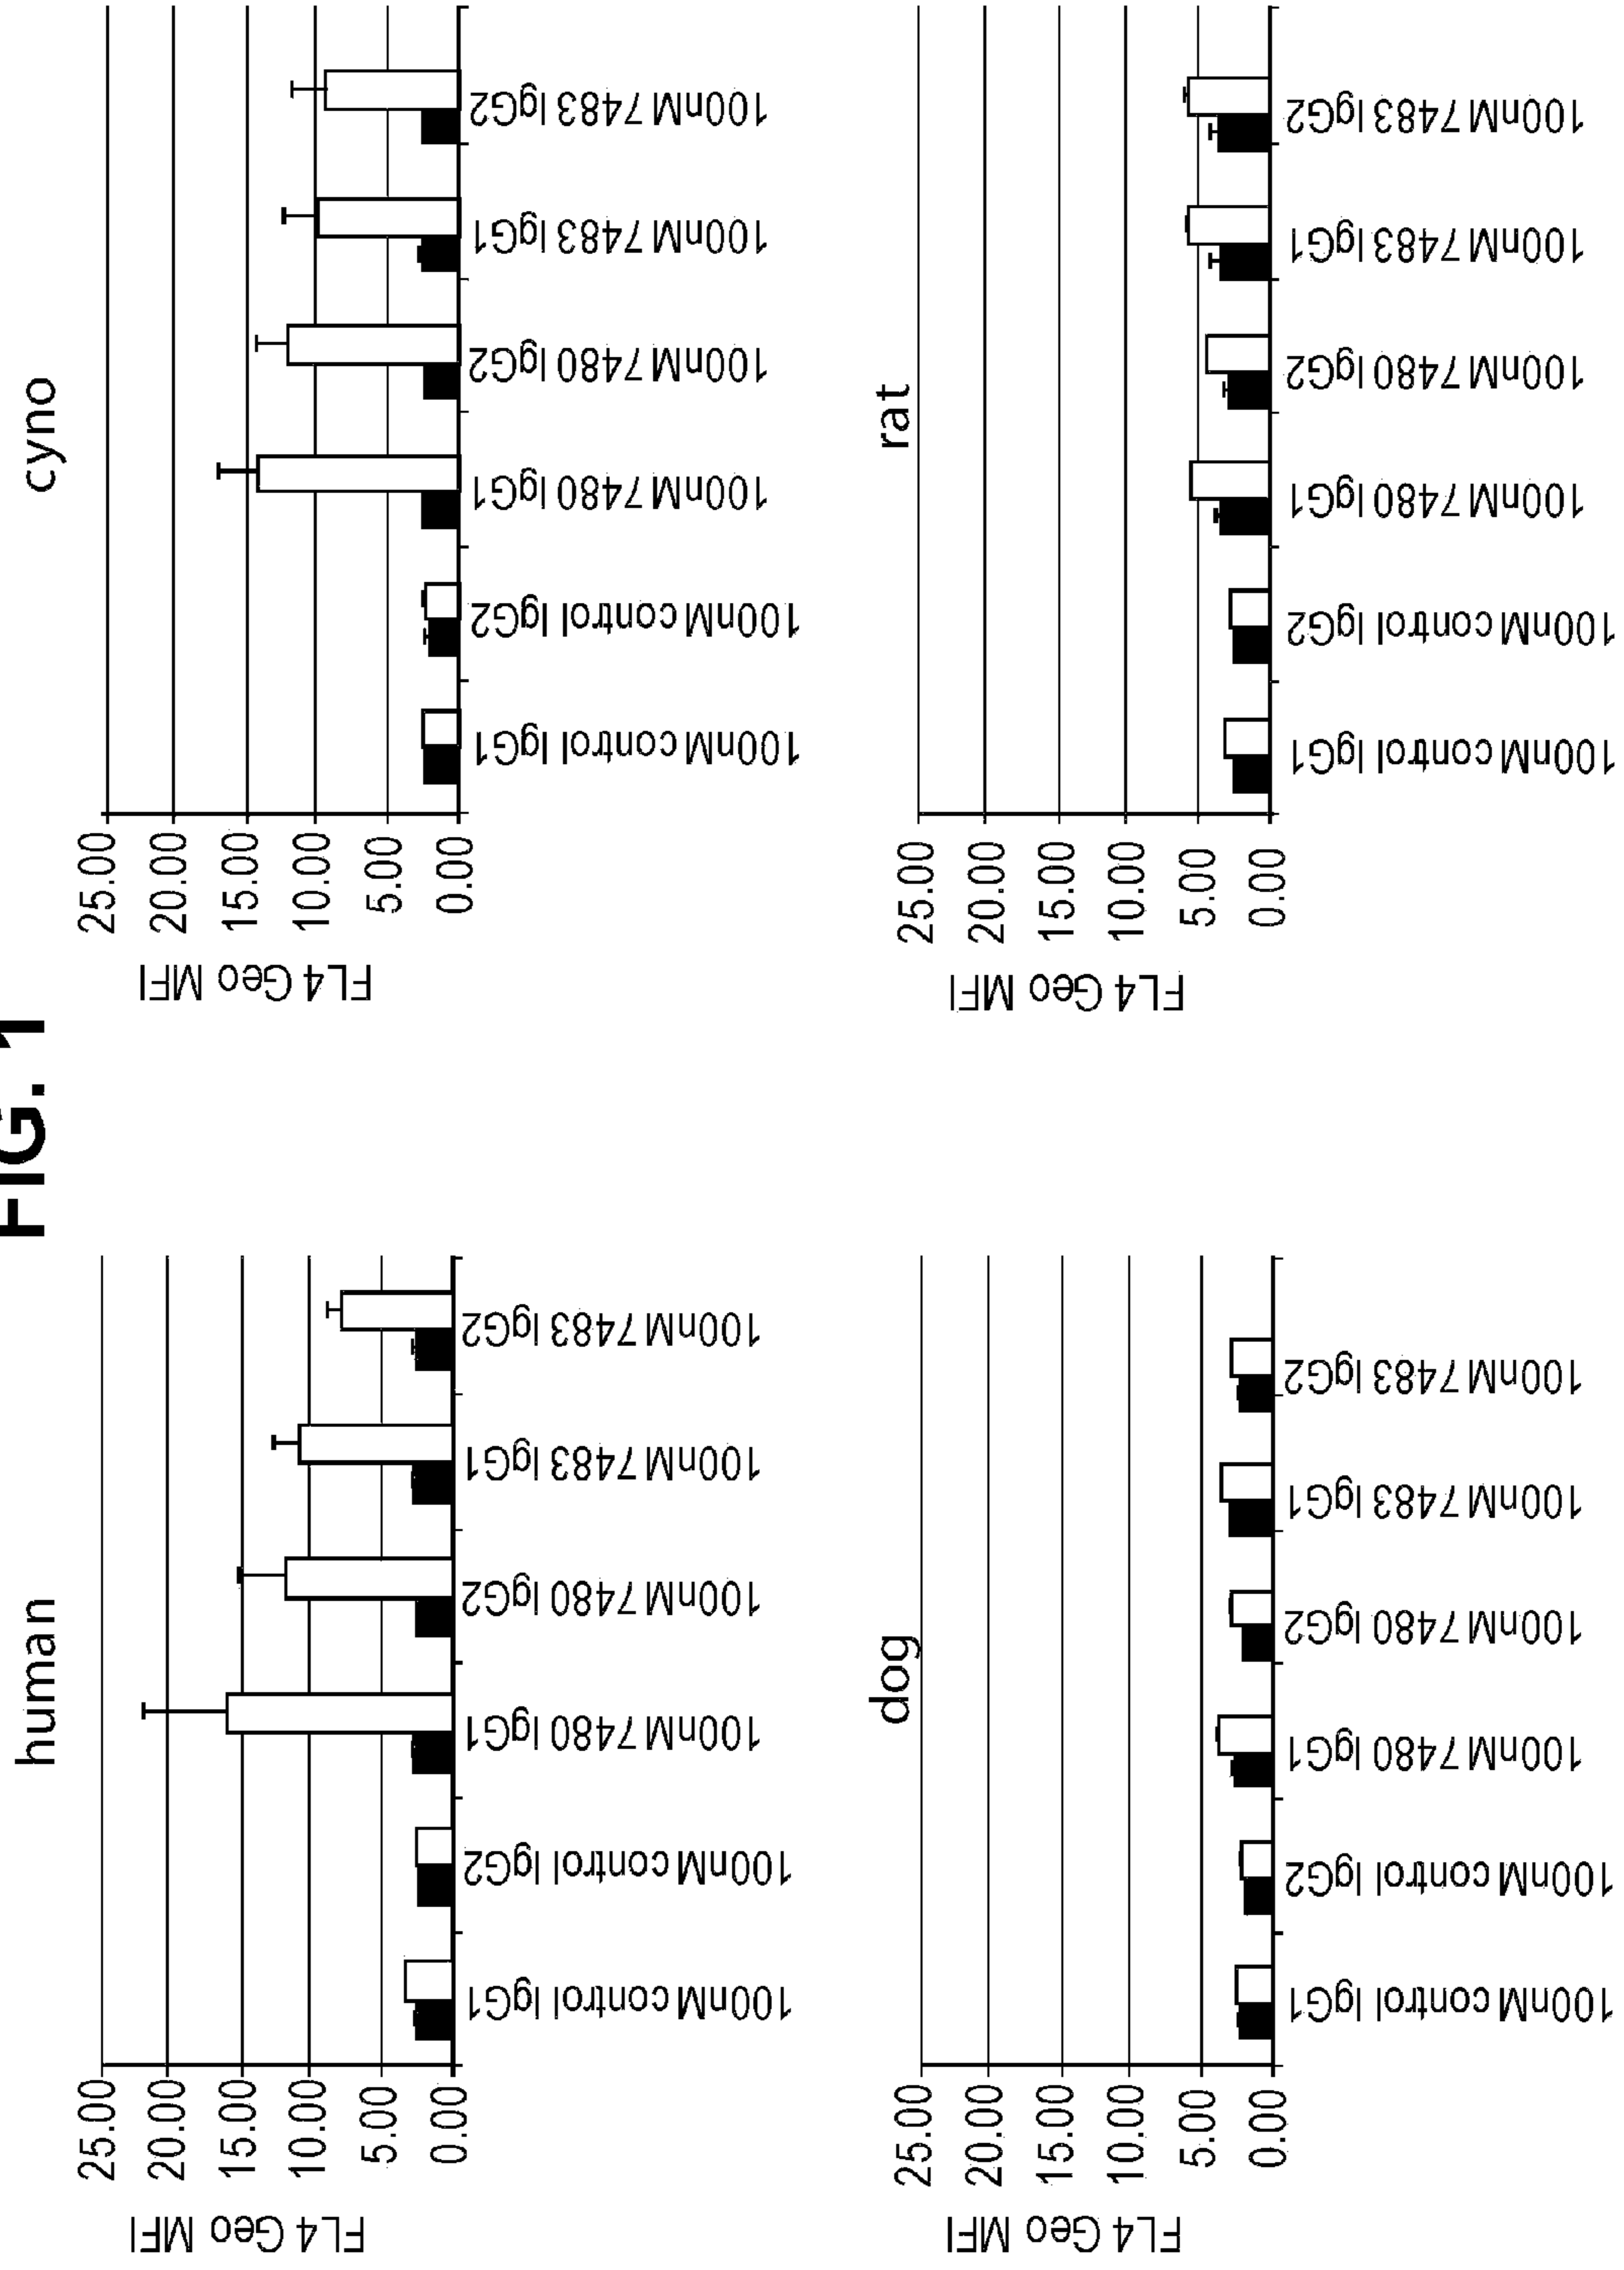 FIG. 1
human
FL4 Geo MFI
25.00
20.00
15.00
10.00
5.00
0.00
100nM control IgG1
100nM control IgG2
100nM 7480 IgG1
100nM 7480 IgG2
100nM 7483 IgG1
100nM 7483 IgG2
cyno
FL4 Geo MFI
25.00
20.00
15.00
10.00
5.00
0.00
100nM control IgG1
100nM control IgG2
100nM 7480 IgG1
100nM 7480 IgG2
100nM 7483 IgG1
100nM 7483 IgG2
dog
FL4 Geo MFI
25.00
20.00
15.00
10.00
5.00
0.00
100nM control IgG1
100nM control IgG2
100nM 7480 IgG1
100nM 7480 IgG2
100nM 7483 IgG1
100nM 7483 IgG2
rat
FL4 Geo MFI
25.00
20.00
15.00
10.00
5.00
0.00
100nM control IgG1
100nM control IgG2
100nM 7480 IgG1
100nM 7480 IgG2
100nM 7483 IgG1
100nM 7483 IgG2